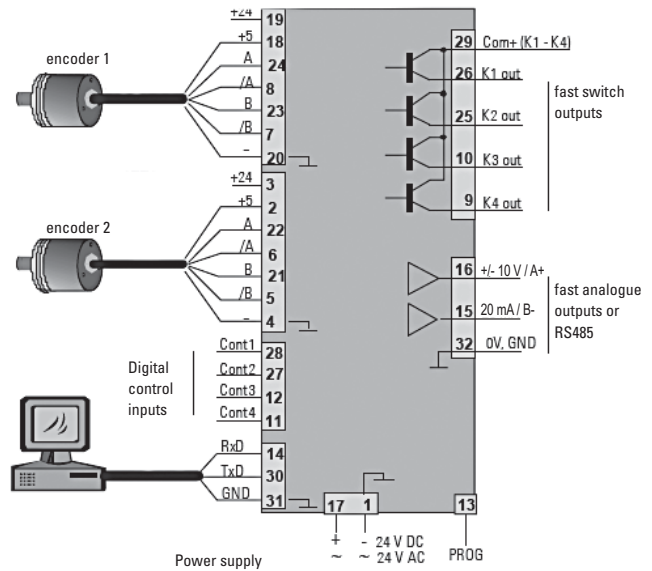 +24 19
+5 18
encoder 1
A 24
/A 8
B 23
/B 7
- 20
+24 3
+5 2
encoder 2
A 22
/A 6
B 21
/B 5
- 4
Digital
control
inputs
Cont1 28
Cont2 27
Cont3 12
Cont4 11
RxD 14
TxD 30
GND 31
29 Com+ (K1 - K4)
26 K1 out
25 K2 out
10 K3 out
9 K4 out
fast switch
outputs
16 +/- 10 V / A+
15 20 mA / B-
32 0V, GND
fast analogue
outputs or
RS485
17 1 13
+ - 24 V DC
~ ~ 24 V AC
PROG
Power supply